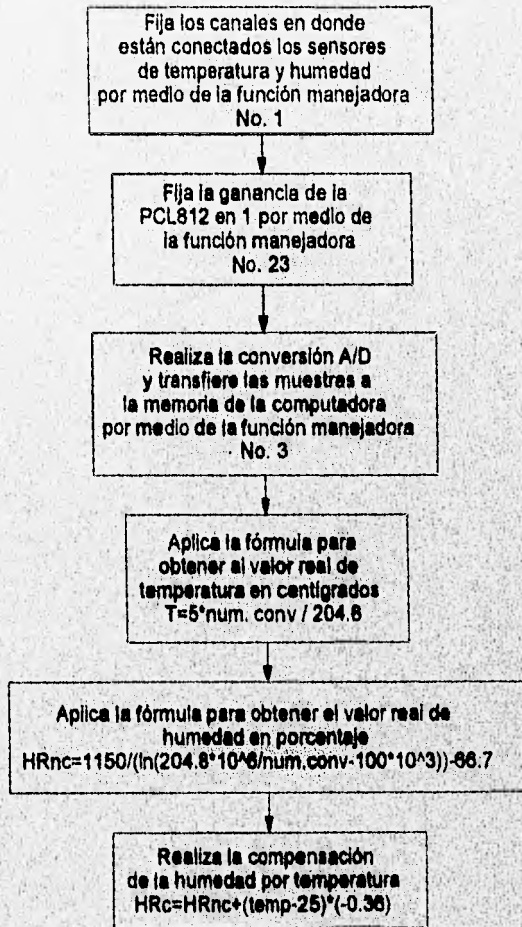 Fija los canales en donde
están conectados los sensores
de temperatura y humedad
por medio de la función manejadora
No. 1
Fija la ganancia de la
PCL812 en 1 por medio de
la función manejadora
No. 23
Realiza la conversión A/D
y transfiere las muestras a
la memoria de la computadora
por medio de la función manejadora
No. 3
Aplica la fórmula para
obtener al valor real de
temperatura en centígrados
T=5*num. conv / 204.8
Aplica la fórmula para obtener el valor real de
humedad en porcentaje
HRnc=1150/(ln(204.8*10^6/num.conv-100*10^3))-66.7
Realiza la compensación
de la humedad por temperatura
HRc=HRnc+(temp-25)*(-0.36)